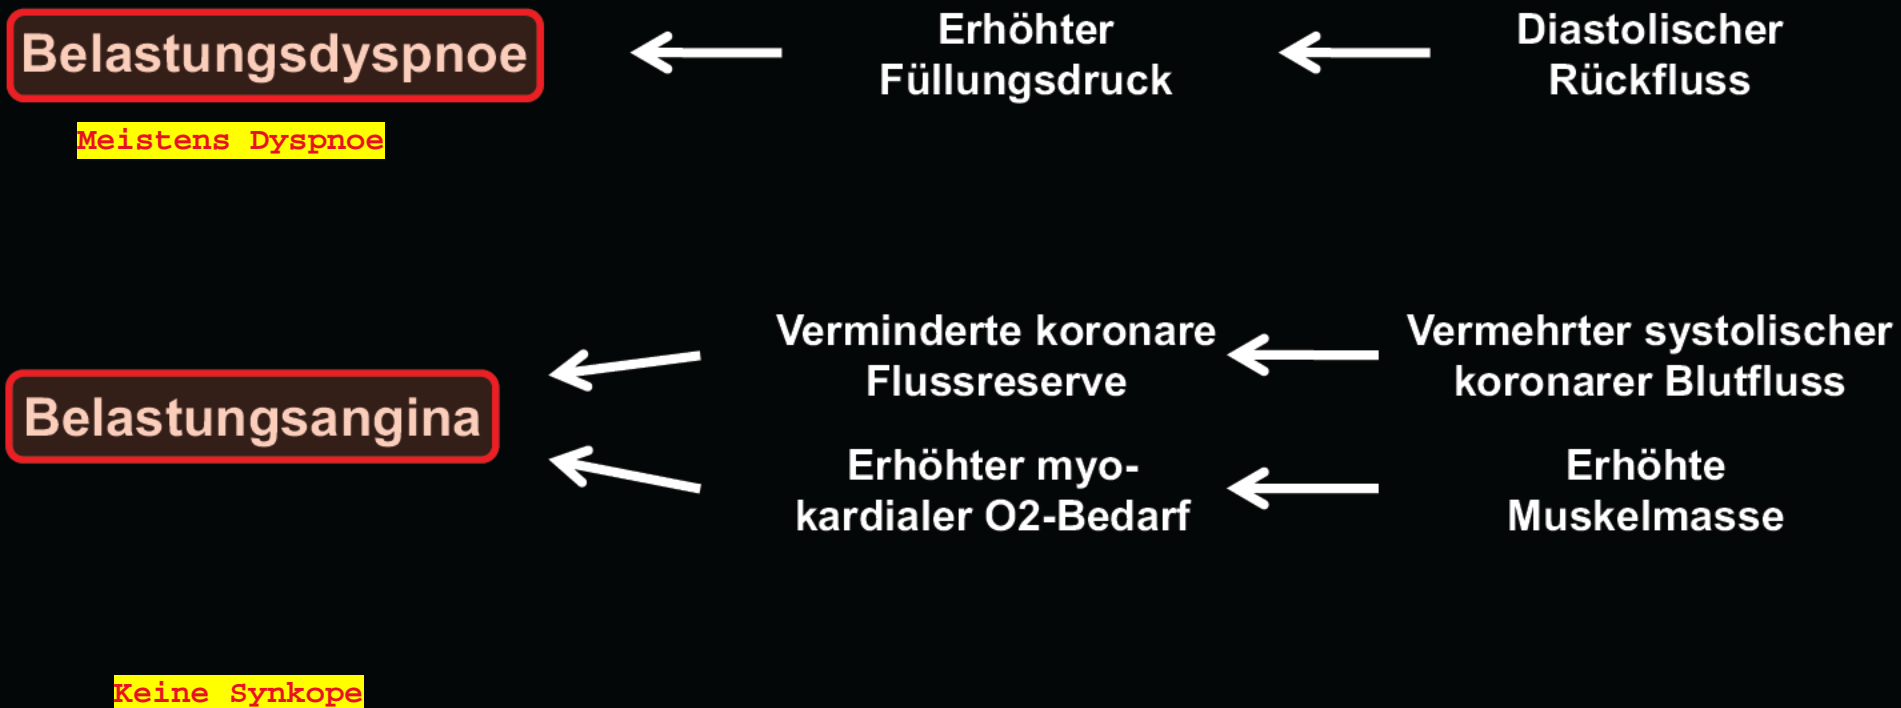 Belastungsdyspnoe
Erhöhter
Füllungsdruck
Diastolischer
Rückfluss
Meistens Dyspnoe
Belastungsangina
Verminderte koronare
Flussreserve
Vermehrter systolischer
koronarer Blutfluss
Erhöhter myo-
kardialer O2-Bedarf
Erhöhte
Muskelmasse
Keine Synkope